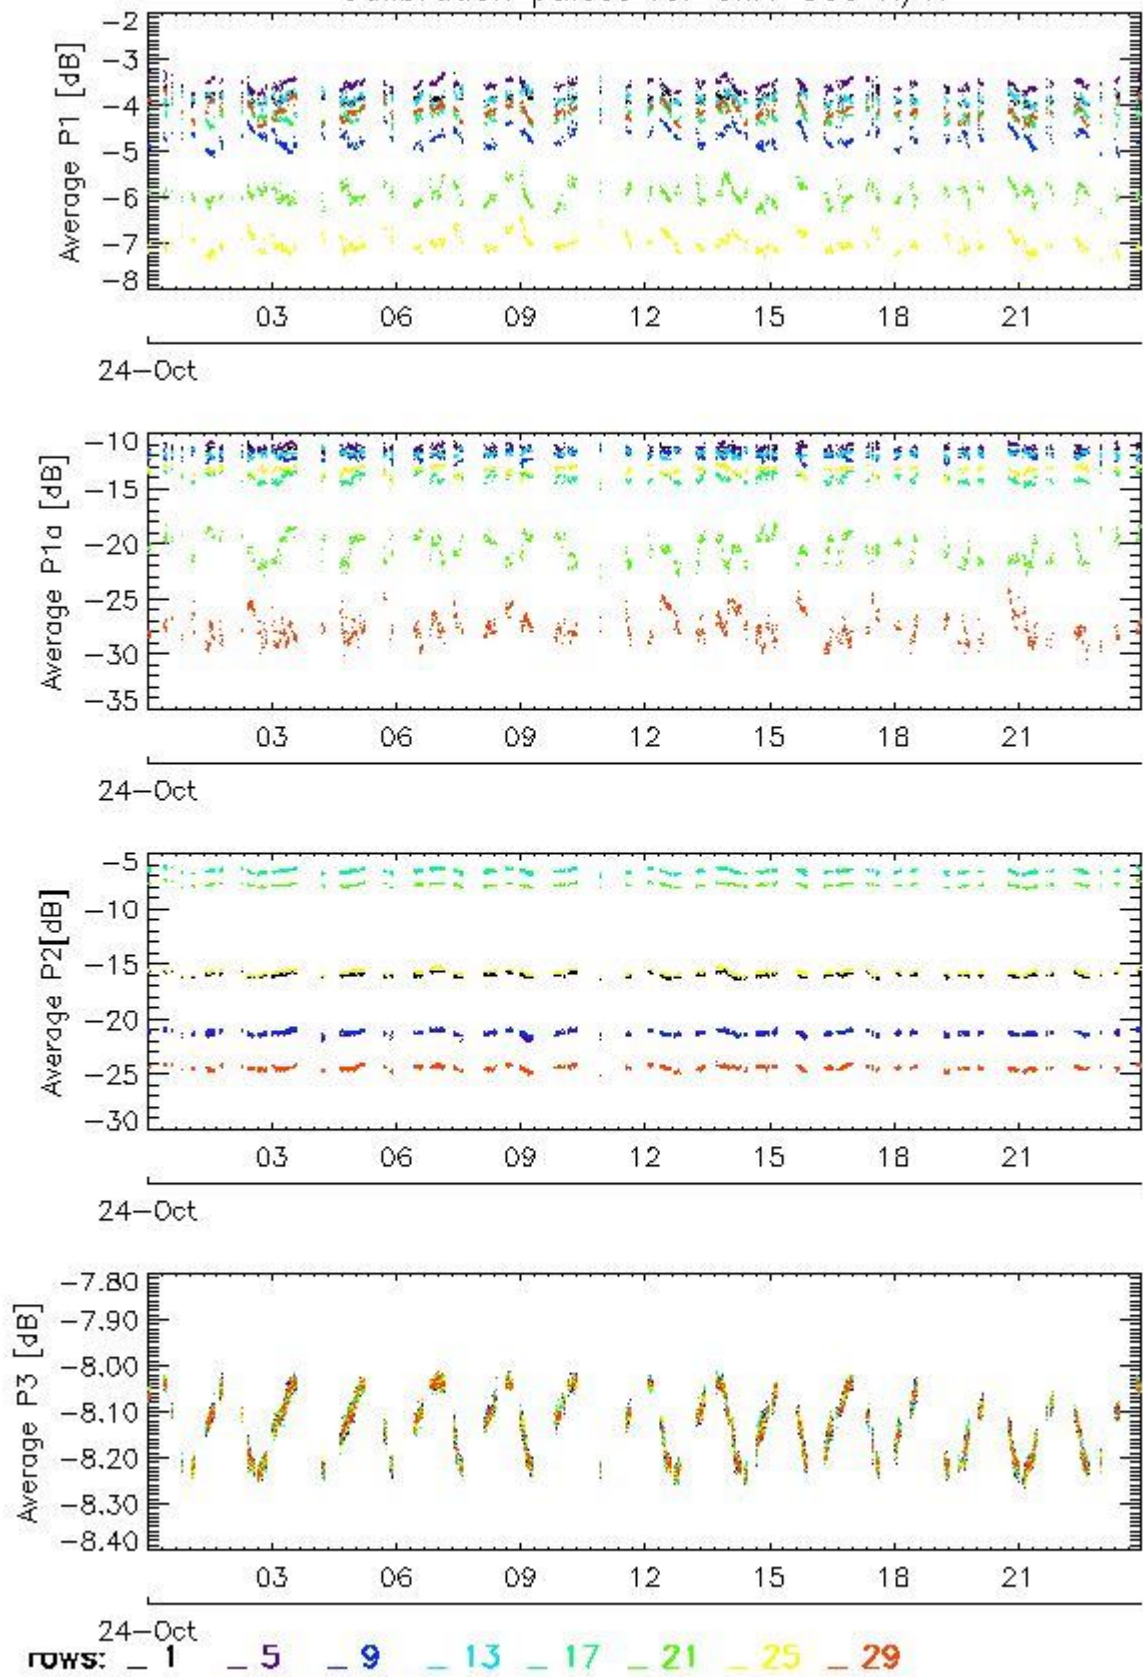 Average P1 [dB]
-2
-3
-4
-5
-6
-7
-8
03 06 09 12 15 18 21
24-Oct
Average P1a [dB]
-10
-15
-20
-25
-30
-35
03 06 09 12 15 18 21
24-Oct
Average P2[dB]
-5
-10
-15
-20
-25
-30
03 06 09 12 15 18 21
24-Oct
Average P3 [dB]
-7.80
-7.90
-8.00
-8.10
-8.20
-8.30
-8.40
03 06 09 12 15 18 21
24-Oct
rows: _ 1 _ 5 _ 9 _ 13 _ 17 _ 21 _ 25 _ 29